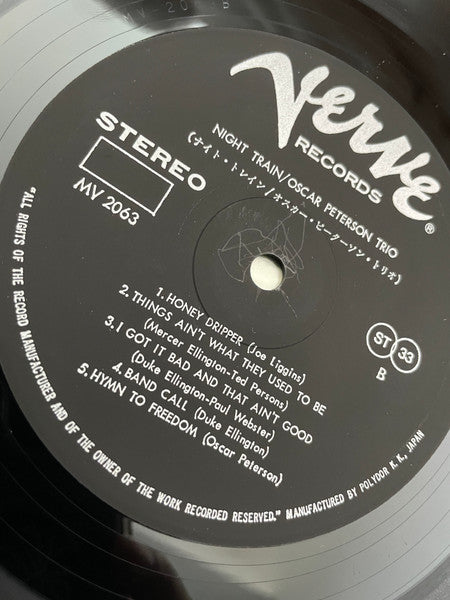 MV 20 B
VERVE
RECORDS®
STEREO
MV 2063
NIGHT TRAIN/OSCAR PETERSON TRIO
(ナイト・トレイン/オスカー・ピーターソン・トリオ)
1. HONEY DRIPPER (Joe Liggins)
2. THINGS AIN'T WHAT THEY USED TO BE
(Mercer Ellington-Ted Persons)
3. I GOT IT BAD AND THAT AIN'T GOOD
(Duke Ellington-Paul Webster)
4. BAND CALL (Duke Ellington)
5. HYMN TO FREEDOM (Oscar Peterson)
ST 33
B
"ALL RIGHTS OF THE RECORD MANUFACTURER AND OF THE OWNER OF THE WORK RECORDED RESERVED." MANUFACTURED BY POLYDOR K.K., JAPAN